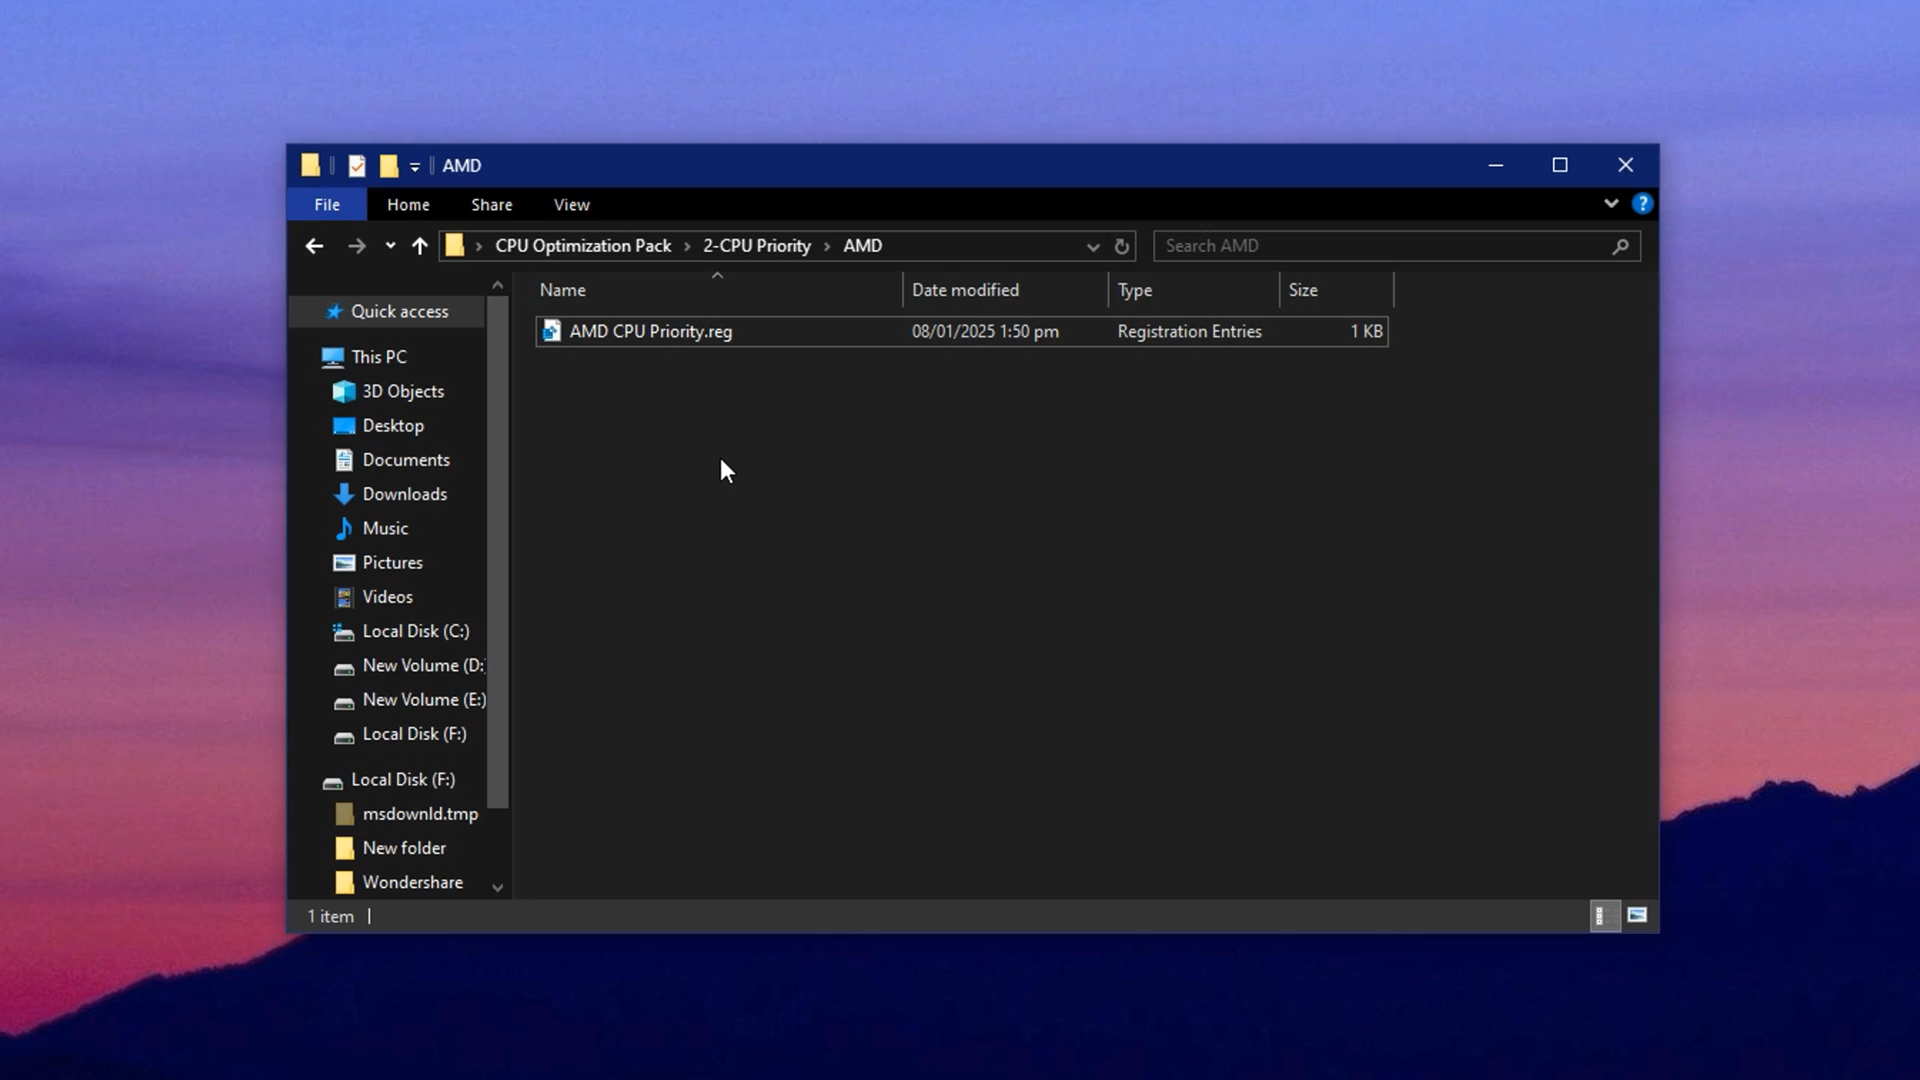 AMD
File Home Share View
CPU Optimization Pack 2-CPU Priority AMD
Search AMD
Name Date modified Type Size
AMD CPU Priority.reg 08/01/2025 1:50 pm Registration Entries 1 KB
Quick access
This PC
3D Objects
Desktop
Documents
Downloads
Music
Pictures
Videos
Local Disk (C:)
New Volume (D:)
New Volume (E:)
Local Disk (F:)
Local Disk (F:)
msdownld.tmp
New folder
Wondershare
1 item